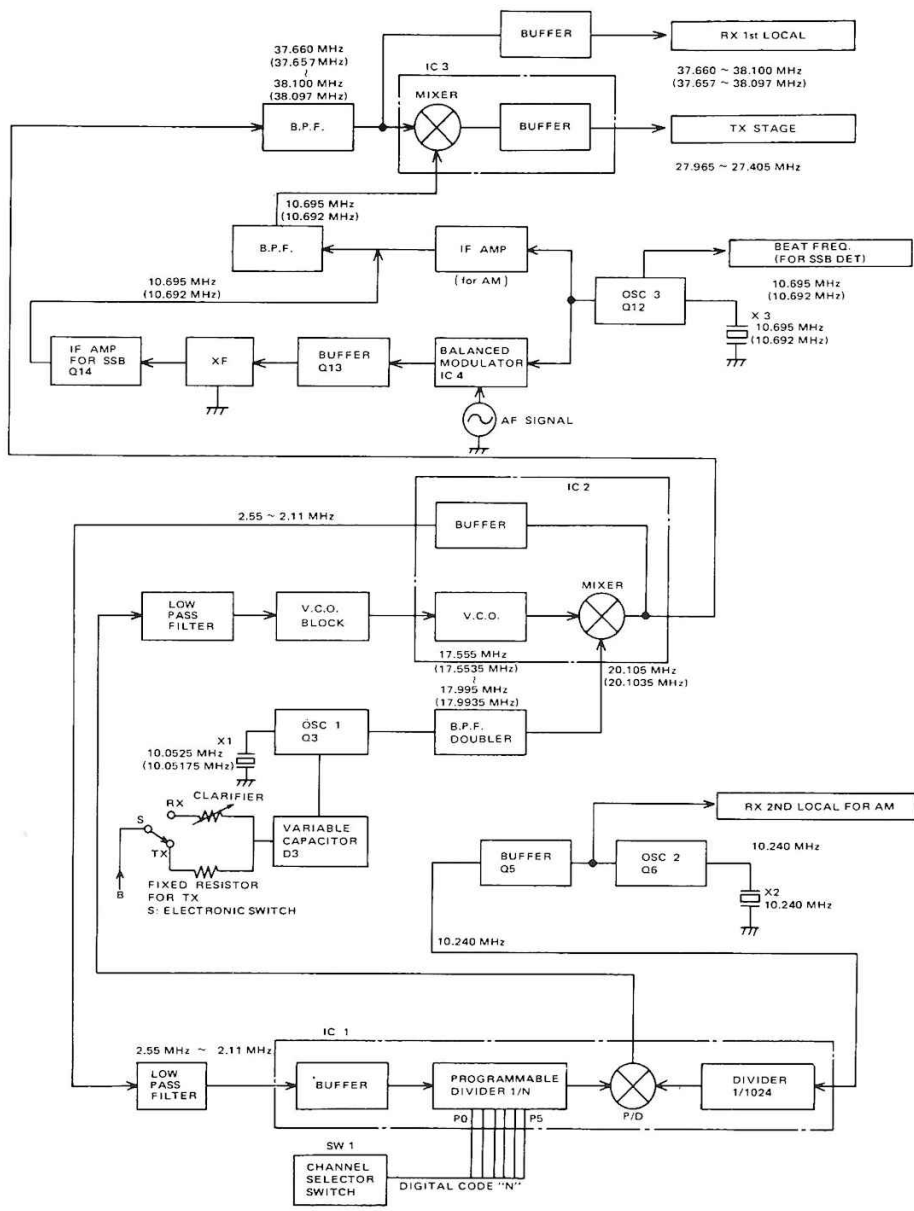 37.660 MHz
(37.657 MHz)
~
38.100 MHz
(38.097 MHz)
B.P.F.
BUFFER
RX 1st LOCAL
37.660 ~ 38.100 MHz
(37.657 ~ 38.097 MHz)
IC 3
MIXER
BUFFER
TX STAGE
27.965 ~ 27.405 MHz
10.695 MHz
(10.692 MHz)
B.P.F.
IF AMP
(for AM)
OSC 3
Q12
BEAT FREQ.
(FOR SSB DET)
10.695 MHz
(10.692 MHz)
X 3
10.695 MHz
(10.692 MHz)
10.695 MHz
(10.692 MHz)
IF AMP
FOR SSB
Q14
XF
BUFFER
Q13
BALANCED
MODULATOR
IC 4
AF SIGNAL
IC 2
2.55 ~ 2.11 MHz
BUFFER
MIXER
LOW
PASS
FILTER
V.C.O.
BLOCK
V.C.O.
17.555 MHz
(17.5535 MHz)
~
17.995 MHz
(17.9935 MHz)
20.105 MHz
(20.1035 MHz)
X1
10.0525 MHz
(10.05175 MHz)
OSC 1
Q3
B.P.F.
DOUBLER
CLARIFIER
RX
S
TX
B
VARIABLE
CAPACITOR
D3
FIXED RESISTOR
FOR TX
S: ELECTRONIC SWITCH
RX 2ND LOCAL FOR AM
10.240 MHz
BUFFER
Q5
OSC 2
Q6
X2
10.240 MHz
10.240 MHz
IC 1
2.55 MHz ~ 2.11 MHz
LOW
PASS
FILTER
BUFFER
PROGRAMMABLE
DIVIDER 1/N
P/D
DIVIDER
1/1024
P0
P5
SW 1
CHANNEL
SELECTOR
SWITCH
DIGITAL CODE "N"